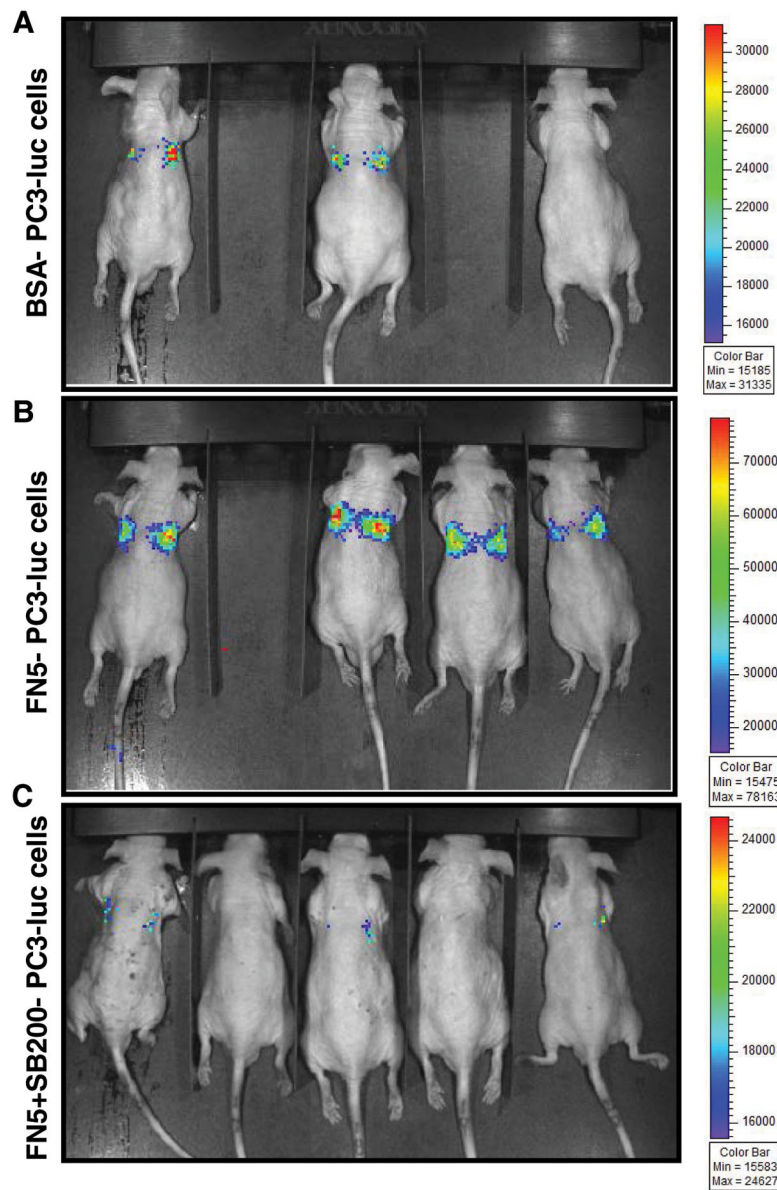 A
BSA- PC3-luc cells
XENOGEN
30000
28000
26000
24000
22000
20000
18000
16000
Color Bar
Min = 15185
Max = 31335
B
FN5- PC3-luc cells
XENOGEN
70000
60000
50000
40000
30000
20000
Color Bar
Min = 15475
Max = 78163
C
FN5+SB200- PC3-luc cells
24000
22000
20000
18000
16000
Color Bar
Min = 15583
Max = 24627